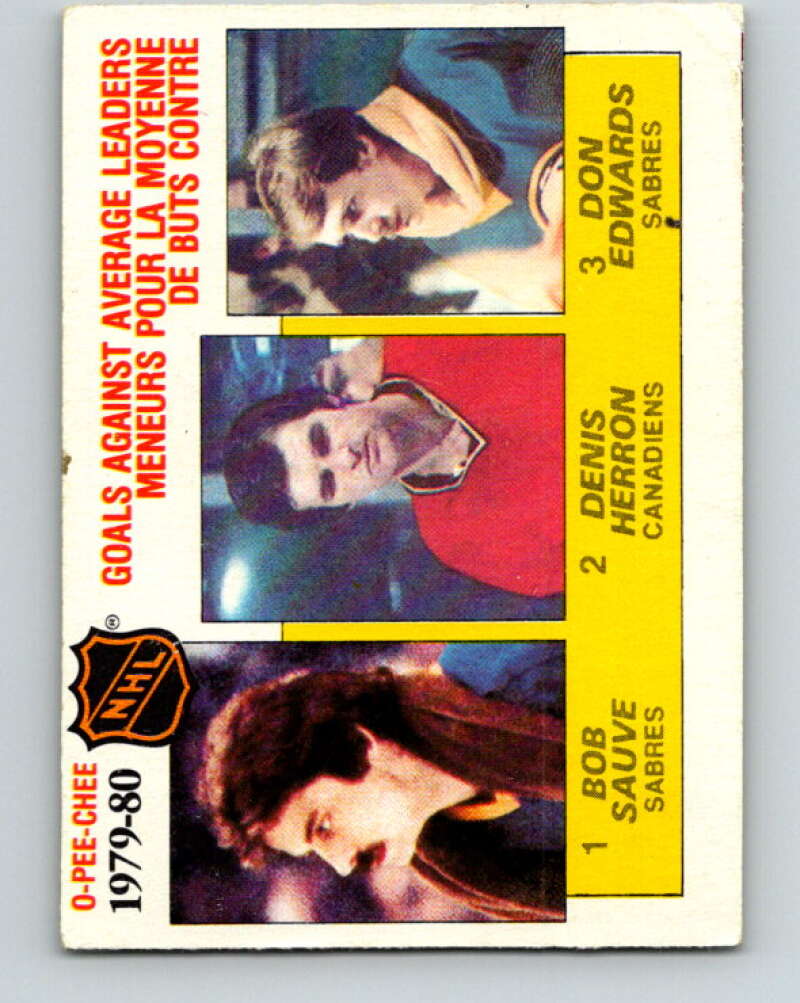 O-PEE-CHEE
1979-80
NHL
®
GOALS AGAINST AVERAGE LEADERS
MENEURS POUR LA MOYENNE
DE BUTS CONTRE
1 BOB
SAUVE
SABRES
2 DENIS
HERRON
CANADIENS
3 DON
EDWARDS
SABRES